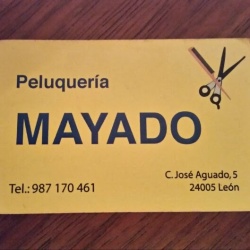 Peluquería
MAYADO
C. José Aguado, 5
Tel.: 987 170 461
24005 León